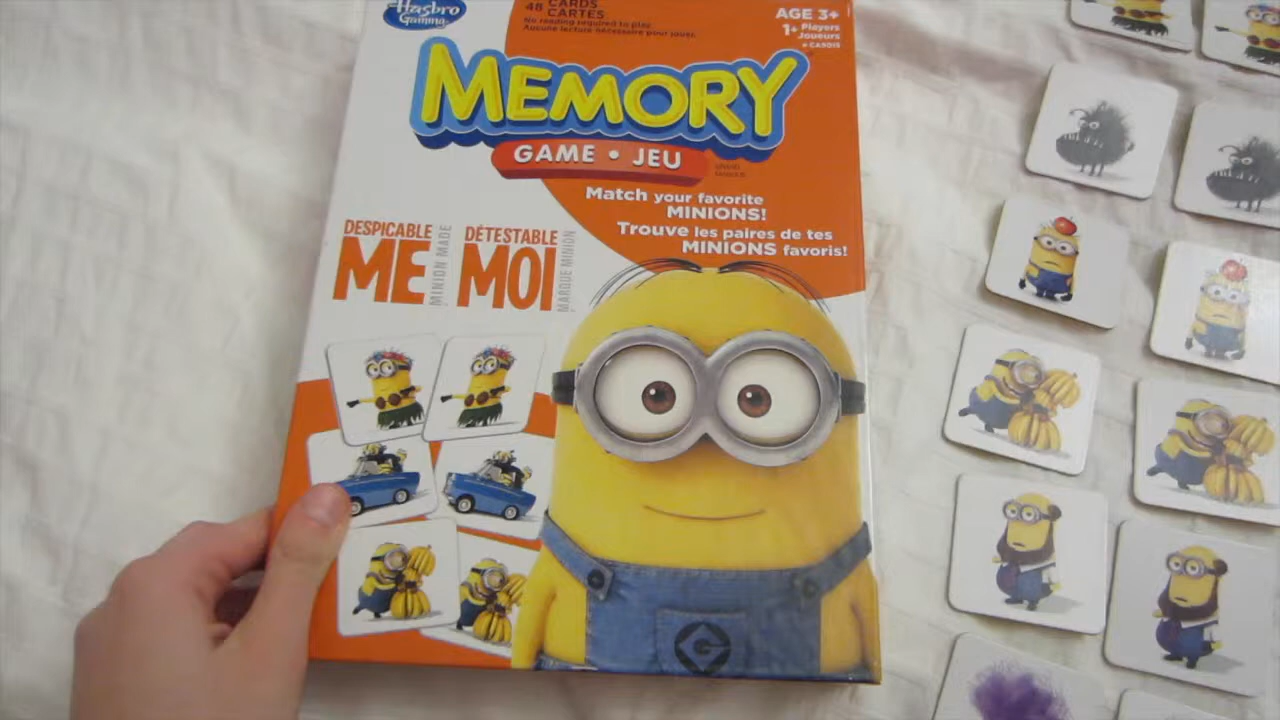 Hasbro
Gaming
48 CARDS
CARTES
No reading required to play.
Aucune lecture nécessaire pour jouer.
AGE 3+
1+ Players
Joueurs
MEMORY
GAME • JEU
Match your favorite
MINIONS!
Trouve les paires de tes
MINIONS favoris!
DESPICABLE
ME
MINION MADE
DÉTESTABLE
MOI
MARQUE MINION